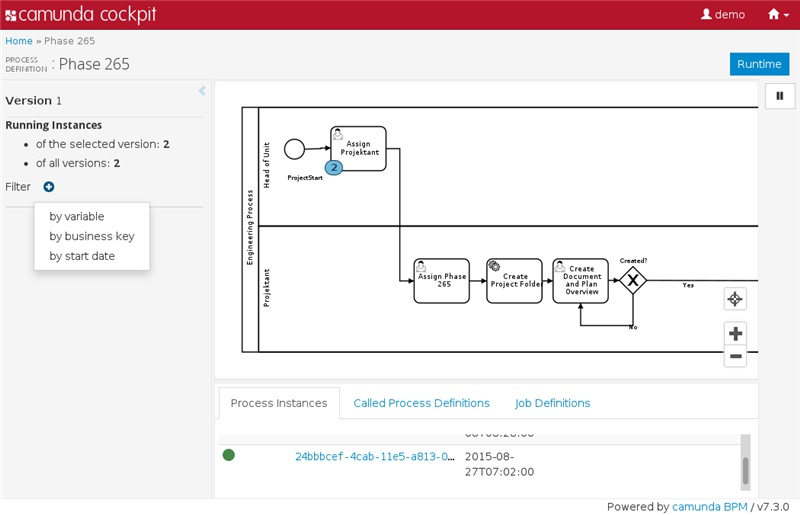 camunda cockpit
demo
Home » Phase 265
PROCESS
DEFINITION : Phase 265
Runtime
Version 1
Running Instances
of the selected version: 2
of all versions: 2
Filter
by variable
by business key
by start date
Engineering Process
Head of Unit
ProjectStart
Assign
Projektant
2
Projektant
Assign Phase
265
Create
Project Folder
Create
Document
and Plan
Overview
Created?
X
Yes
No
Process Instances
Called Process Definitions
Job Definitions
24bbbcef-4cab-11e5-a813-0...
2015-08-
27T07:02:00
Powered by camunda BPM / v7.3.0